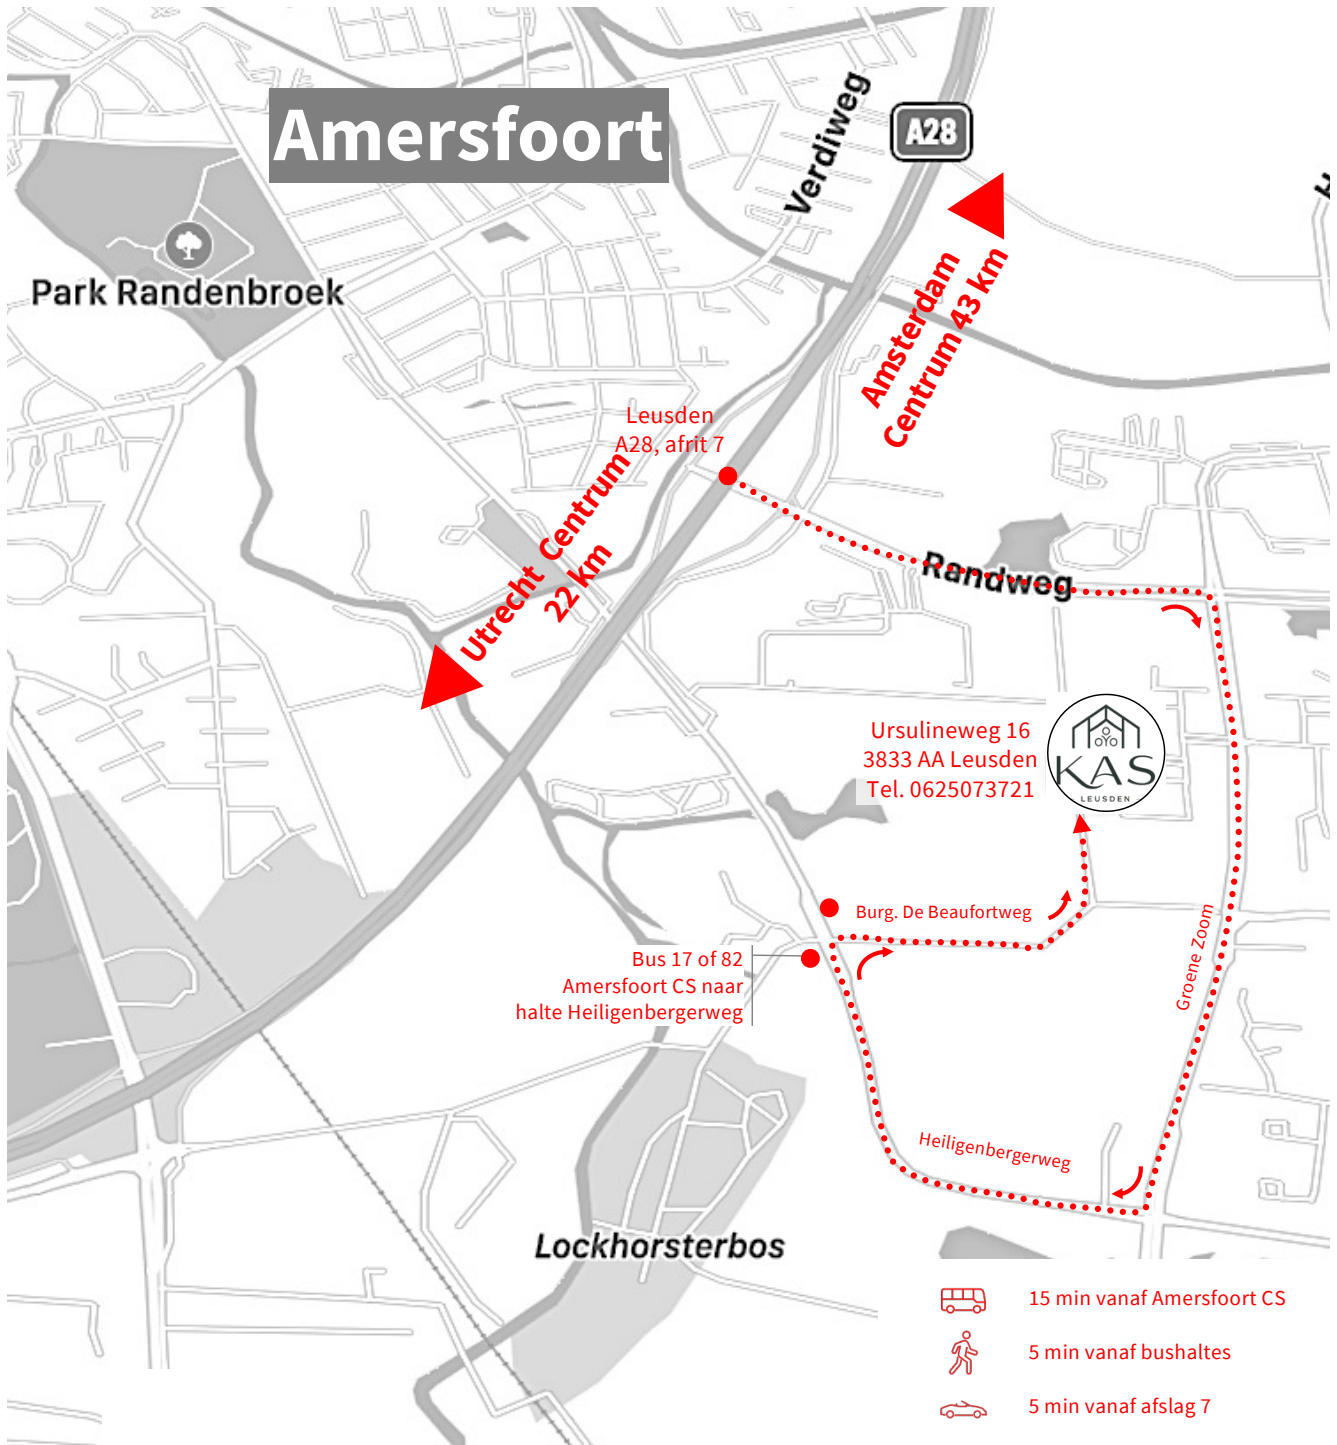 Amersfoort
A28
Verdiweg
Park Randenbroek
Amsterdam
Centrum 43 km
Leusden
A28, afrit 7
Utrecht Centrum
22 km
Randweg
Ursulineweg 16
3833 AA Leusden
Tel. 0625073721
KAS
LEUSDEN
Burg. De Beaufortweg
Groene Zoom
Bus 17 of 82
Amersfoort CS naar
halte Heiligenbergerweg
Heiligenbergerweg
Lockhorsterbos
15 min vanaf Amersfoort CS
5 min vanaf bushaltes
5 min vanaf afslag 7